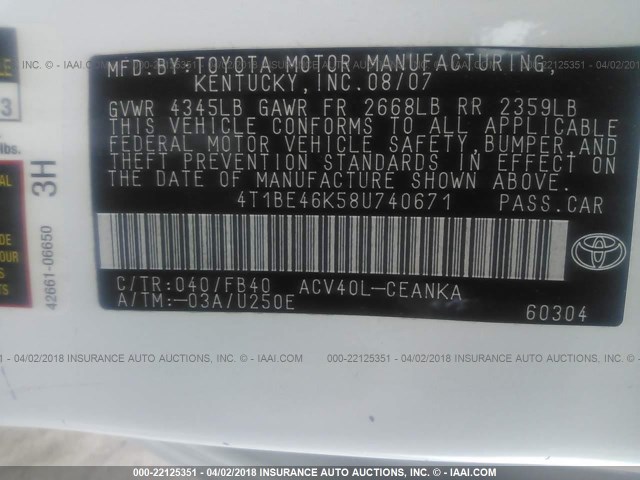 MFD.BY:TOYOTA MOTOR MANUFACTURING,
KENTUCKY,INC.08/07
GVWR 4345LB GAWR FR 2668LB RR 2359LB
THIS VEHICLE CONFORMS TO ALL APPLICABLE
FEDERAL MOTOR VEHICLE SAFETY,BUMPER,AND
THEFT PREVENTION STANDARDS IN EFFECT ON
THE DATE OF MANUFACTURE SHOWN ABOVE.
4T1BE46K58U740671 PASS.CAR
C/TR:040/FB40 ACV40L-CEANKA
A/TM:-03A/U250E
60304
TOYOTA
3H
42661-06650
lbs.
3
000-22125351 - 04/02/2018 INSURANCE AUTO AUCTIONS, INC. - IAAI.COM